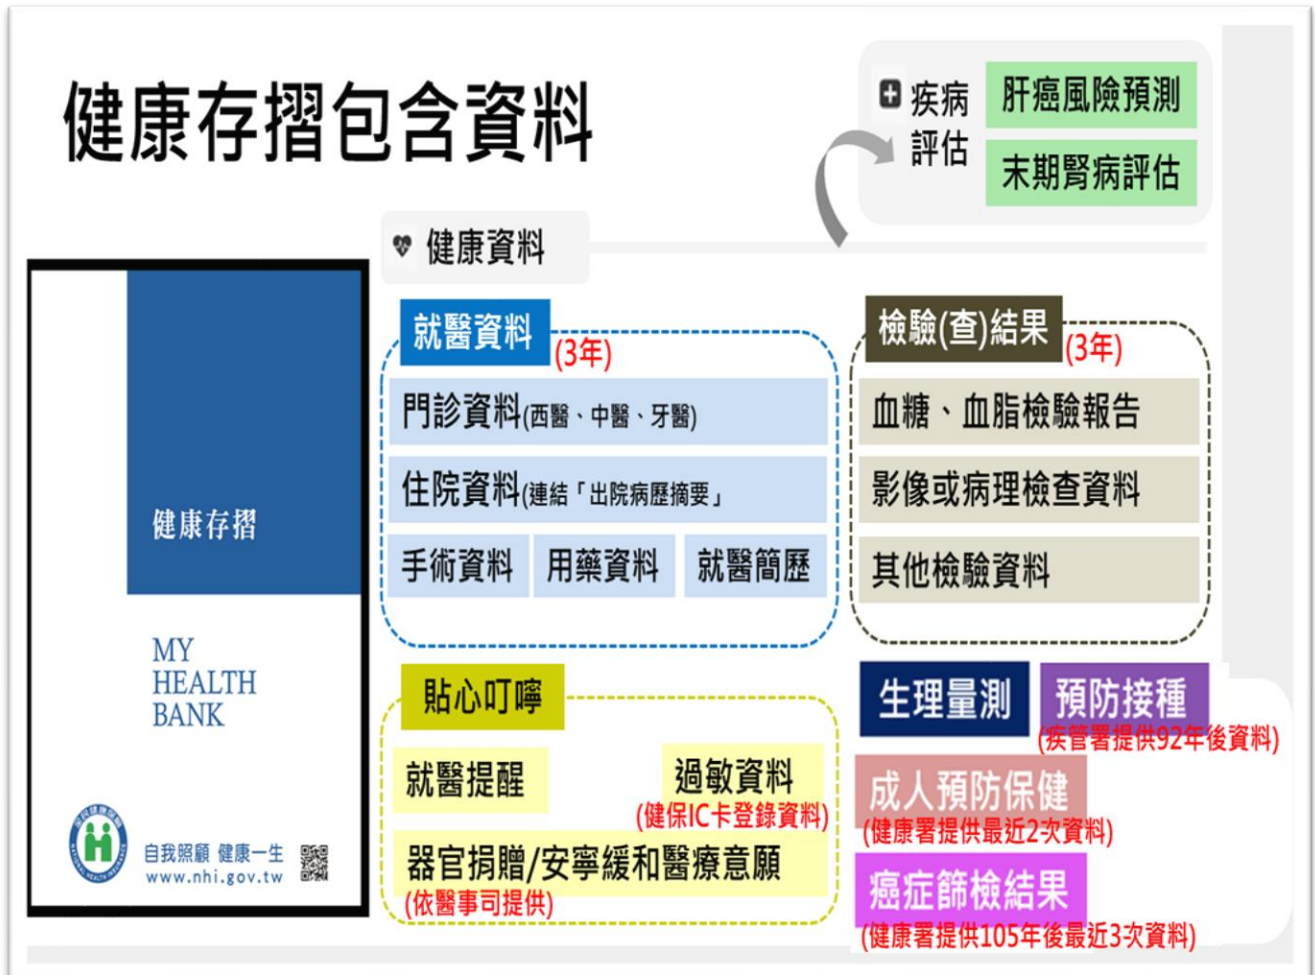 健康存摺包含資料
疾病
評估
肝癌風險預測
末期腎病評估
健康資料
就醫資料
(3年)
門診資料(西醫、中醫、牙醫)
住院資料(連結「出院病歷摘要」
手術資料
用藥資料
就醫簡歷
檢驗(查)結果
(3年)
血糖、血脂檢驗報告
影像或病理檢查資料
其他檢驗資料
健康存摺
MY
HEALTH
BANK
自我照顧 健康一生
www.nhi.gov.tw
貼心叮嚀
就醫提醒
過敏資料
(健保IC卡登錄資料)
器官捐贈/安寧緩和醫療意願
(依醫事司提供)
生理量測
預防接種
(疾管署提供92年後資料)
成人預防保健
(健康署提供最近2次資料)
癌症篩檢結果
(健康署提供105年後最近3次資料)